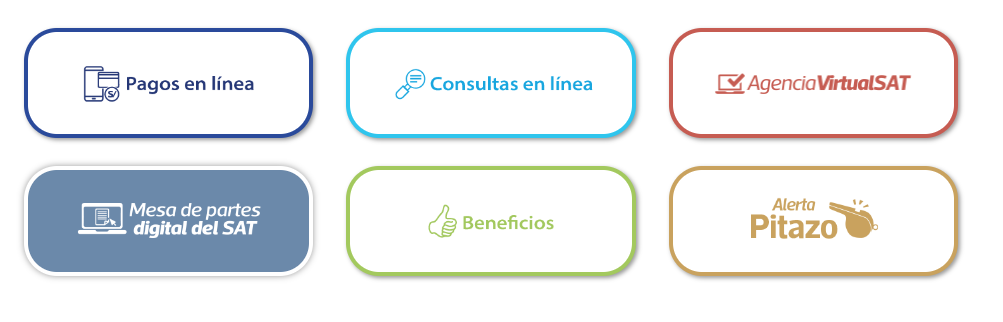 Pagos en línea
Consultas en línea
AgenciaVirtualSAT
Mesa de partes
digital del SAT
Beneficios
Alerta
Pitazo